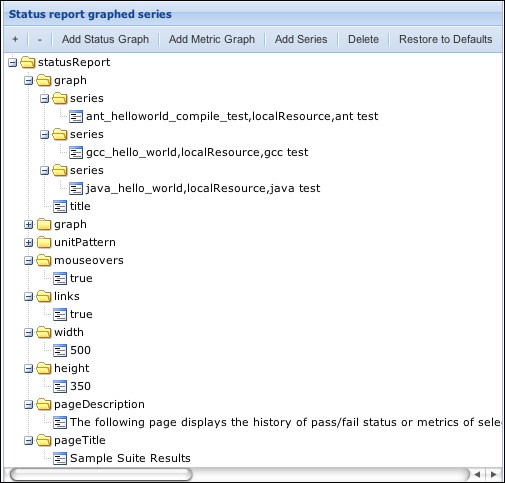 Status report graphed series
+ - Add Status Graph Add Metric Graph Add Series Delete Restore to Defaults
statusReport
graph
series
ant_helloworld_compile_test,localResource,ant test
series
gcc_hello_world,localResource,gcc test
series
java_hello_world,localResource,java test
title
graph
unitPattern
mouseovers
true
links
true
width
500
height
350
pageDescription
The following page displays the history of pass/fail status or metrics of sele
pageTitle
Sample Suite Results